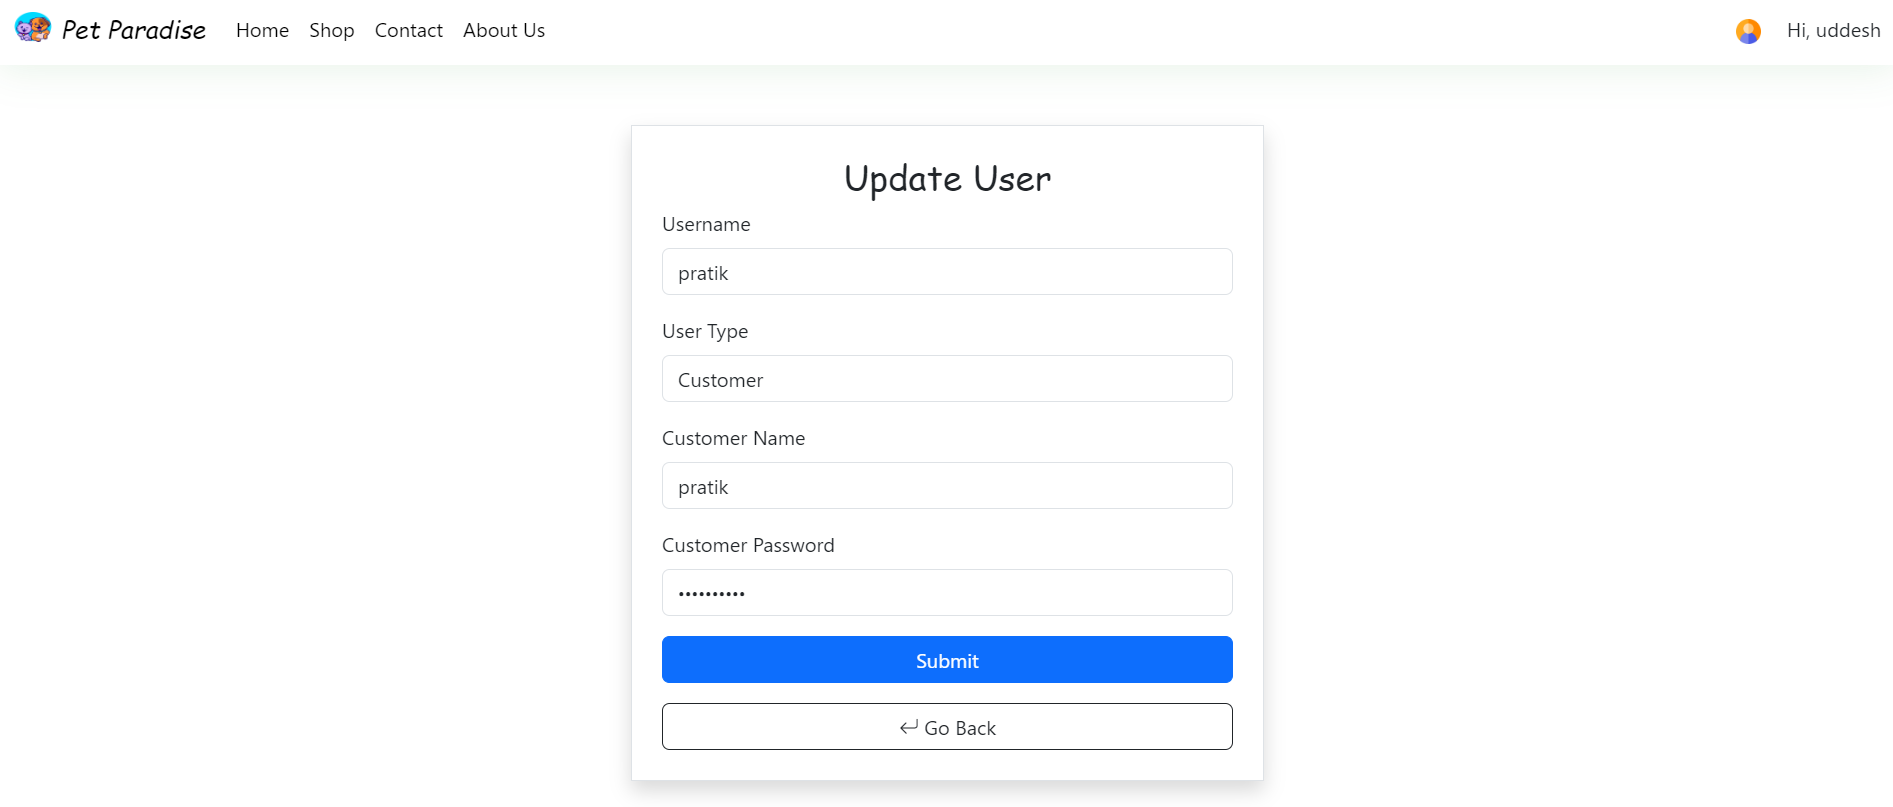 Pet Paradise Home Shop Contact About Us Hi, uddesh
Update User
Username
pratik
User Type
Customer
Customer Name
pratik
Customer Password
••••••••••
Submit
Go Back